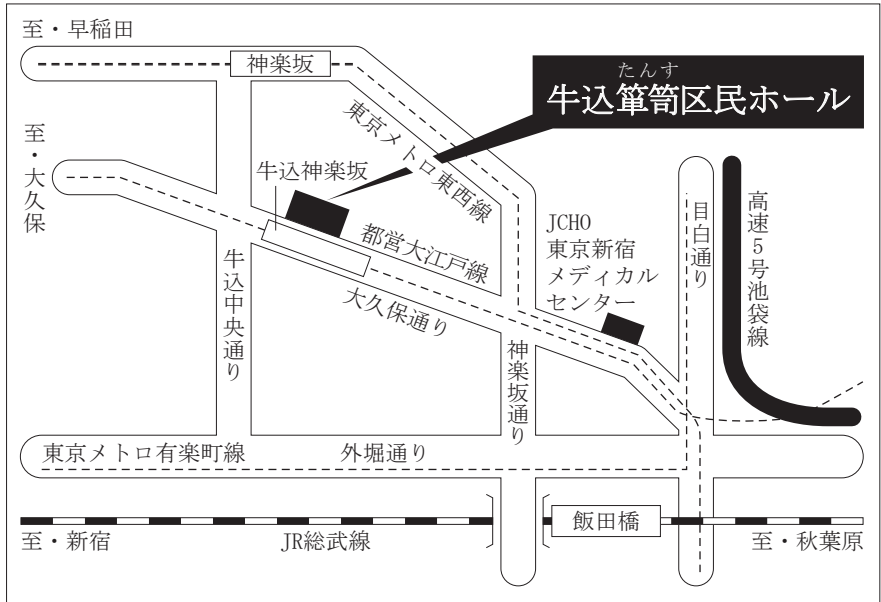 至・早稲田
神楽坂
たんす
牛込箪笥区民ホール
至・大久保
東京メトロ東西線
牛込神楽坂
都営大江戸線
大久保通り
牛込中央通り
JCHO
東京新宿
メディカル
センター
目白通り
高速5号池袋線
神楽坂通り
東京メトロ有楽町線
外堀通り
飯田橋
至・新宿
JR総武線
至・秋葉原